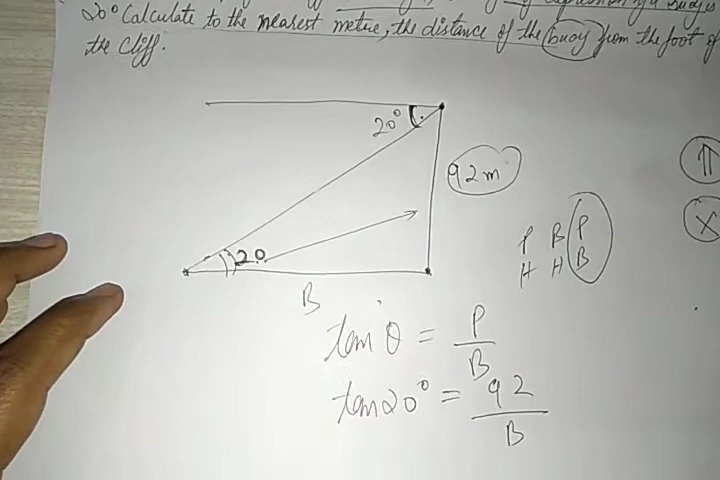 20° Calculate to the nearest metre, the distance of the buoy from the foot of
the cliff.
20°
92m
20
P B P
H H B
B
tan θ = P / B
tan 20° = 92 / B